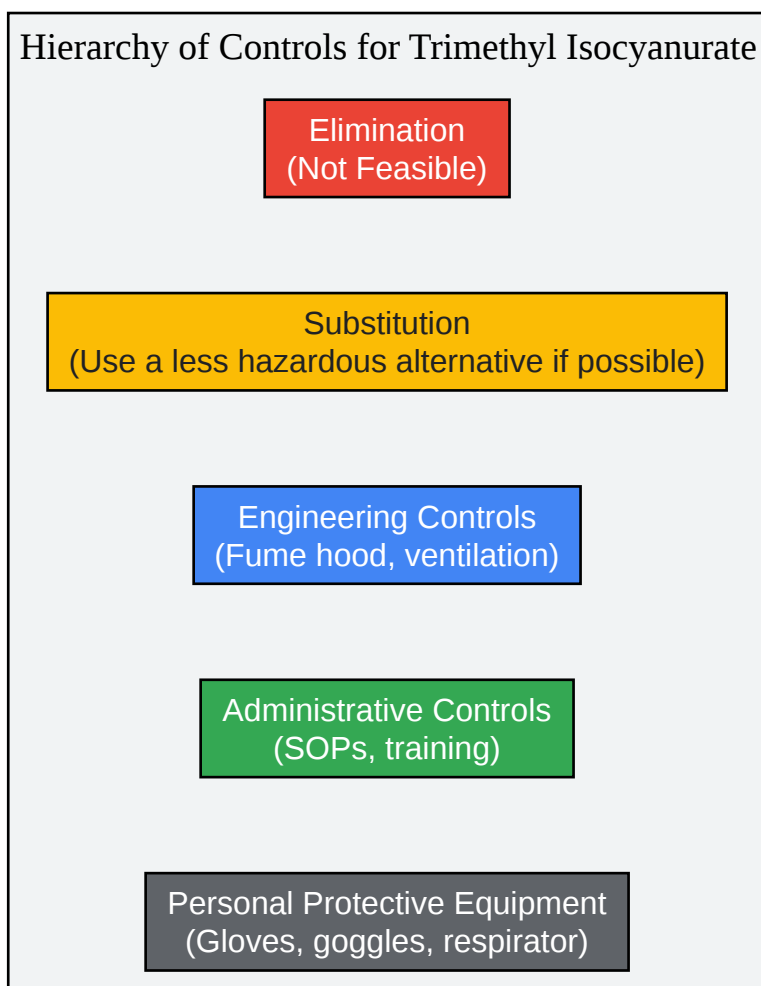 Hierarchy of Controls for Trimethyl Isocyanurate
Elimination
(Not Feasible)
Substitution
(Use a less hazardous alternative if possible)
Engineering Controls
(Fume hood, ventilation)
Administrative Controls
(SOPs, training)
Personal Protective Equipment
(Gloves, goggles, respirator)